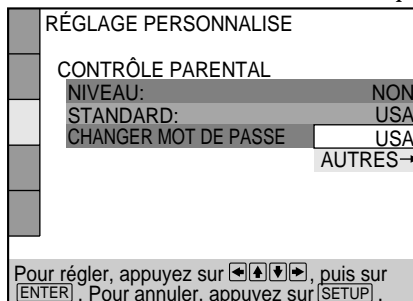 RÉGLAGE PERSONNALISE
CONTRÔLE PARENTAL
NIVEAU: NON
STANDARD: USA
CHANGER MOT DE PASSE USA
AUTRES→
Pour régler, appuyez sur ←↑↓→, puis sur
ENTER. Pour annuler, appuyez sur SETUP.